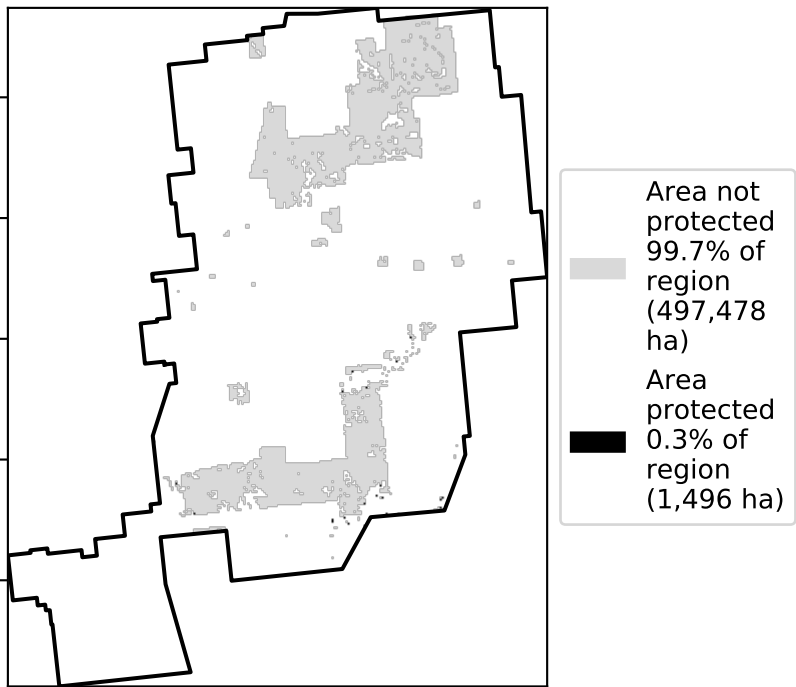 Area not
protected
99.7% of
region
(497,478
ha)
Area
protected
0.3% of
region
(1,496 ha)